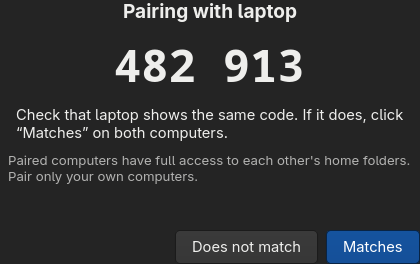 Pairing with laptop
482 913
Check that laptop shows the same code. If it does, click
“Matches” on both computers.
Paired computers have full access to each other's home folders.
Pair only your own computers.
Does not match
Matches